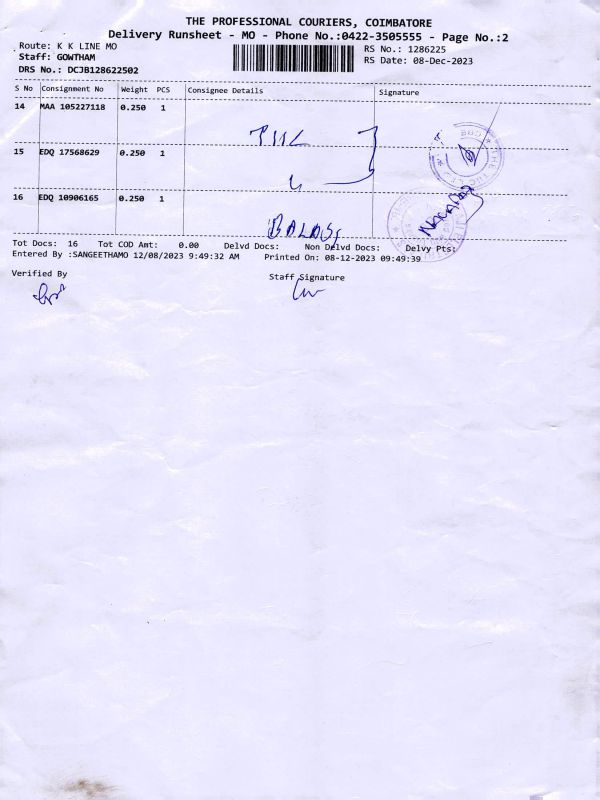 THE PROFESSIONAL COURIERS, COIMBATORE
Delivery Runsheet - MO - Phone No.:0422-3505555 - Page No.:2
Route: K K LINE MO
RS No.: 1286225
Staff: GOWTHAM
RS Date: 08-Dec-2023
DRS No.: DCJB128622502
S No Consignment No Weight PCS Consignee Details Signature
14 MAA 105227118 0.250 1
15 EDQ 17568629 0.250 1
16 EDQ 10906165 0.250 1
Tot Docs: 16 Tot COD Amt: 0.00 Delvd Docs: Non Delvd Docs: Delvy Pts:
Entered By :SANGEETHAMO 12/08/2023 9:49:32 AM Printed On: 08-12-2023 09:49:39
Verified By
Staff Signature